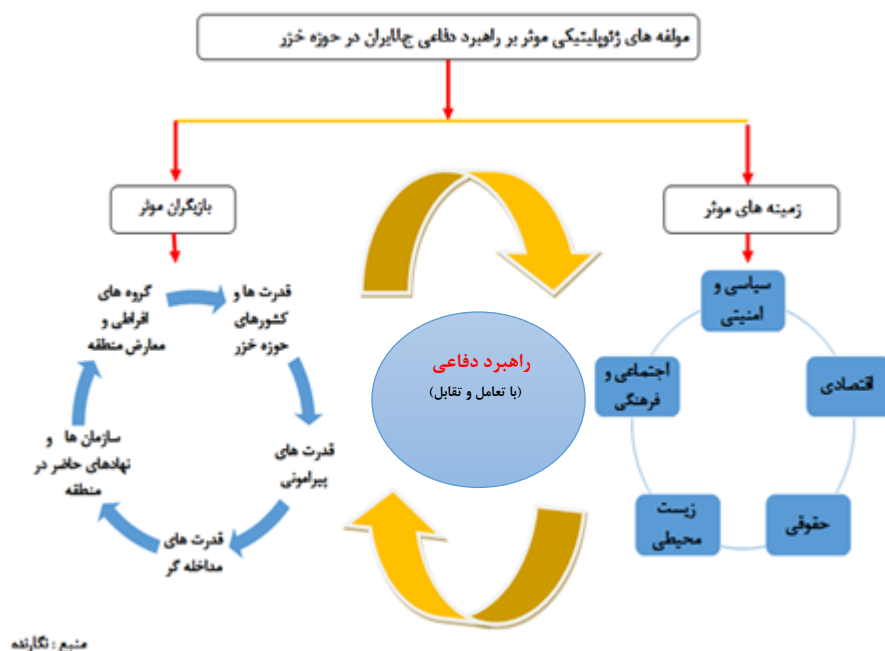 مولفه های ژئوپلیتیکی موثر بر راهبرد دفاعی ج.ا.ایران در حوزه خزر
زمینه های موثر
بازیگران موثر
سیاسی و
امنیتی
اقتصادی
حقوقی
زیست
محیطی
اجتماعی و
فرهنگی
راهبرد دفاعی
(با تعامل و تقابل)
قدرت ها و
کشورهای
حوزه خزر
قدرت های
پیرامونی
قدرت های
مداخله گر
سازمان ها و
نهادهای حاضر در
منطقه
گروه های
افراطی و
معارض منطقه
منبع : نگارنده